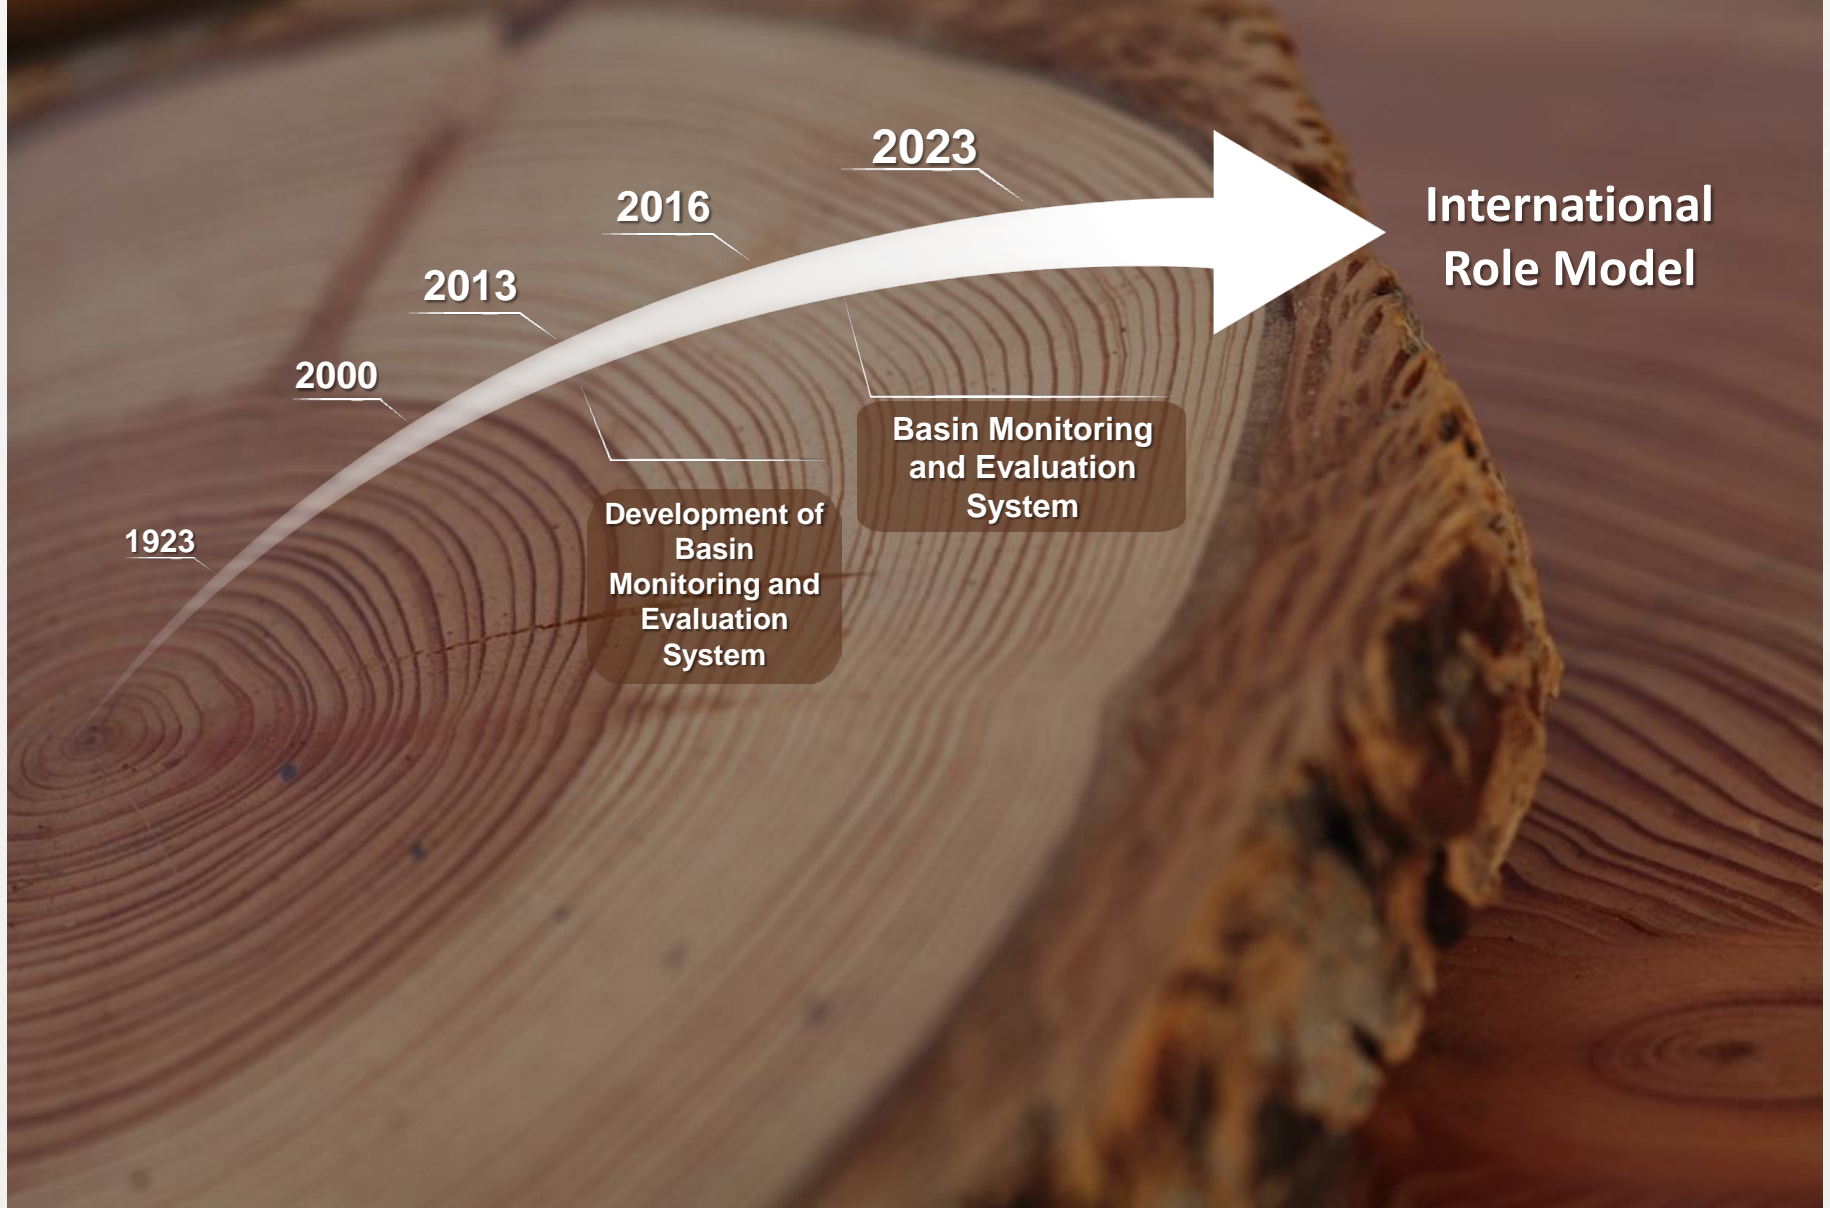 2023
International
Role Model
2016
2013
2000
1923
Basin Monitoring
and Evaluation
System
Development of
Basin
Monitoring and
Evaluation
System